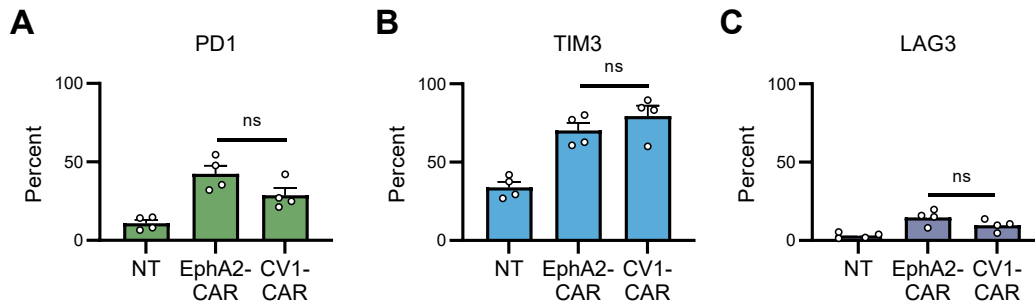 A
PD1
Percent
100
50
0
ns
NT
EphA2-
CAR
CV1-
CAR
B
TIM3
Percent
100
50
0
ns
NT
EphA2-
CAR
CV1-
CAR
C
LAG3
Percent
100
50
0
ns
NT
EphA2-
CAR
CV1-
CAR